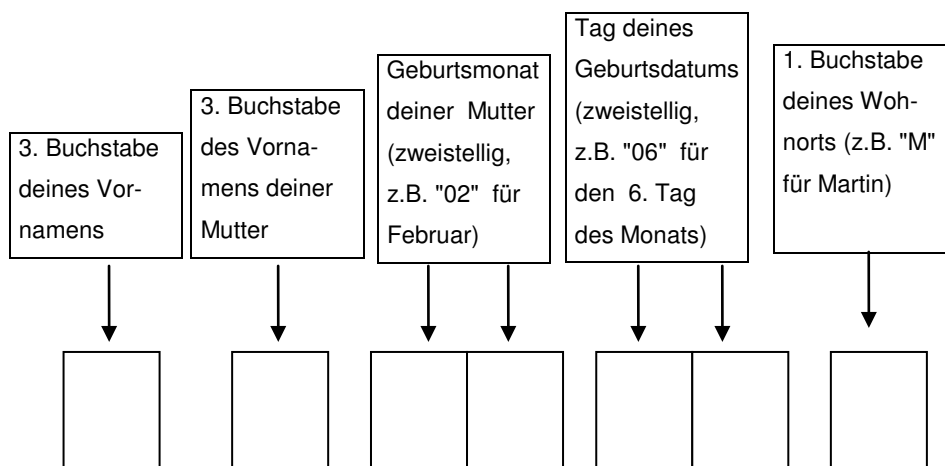 3. Buchstabe
deines Vor-
namens
3. Buchstabe
des Vorna-
mens deiner
Mutter
Geburtsmonat
deiner Mutter
(zweistellig,
z.B. "02" für
Februar)
Tag deines
Geburtsdatums
(zweistellig,
z.B. "06" für
den 6. Tag
des Monats)
1. Buchstabe
deines Woh-
norts (z.B. "M"
für Martin)